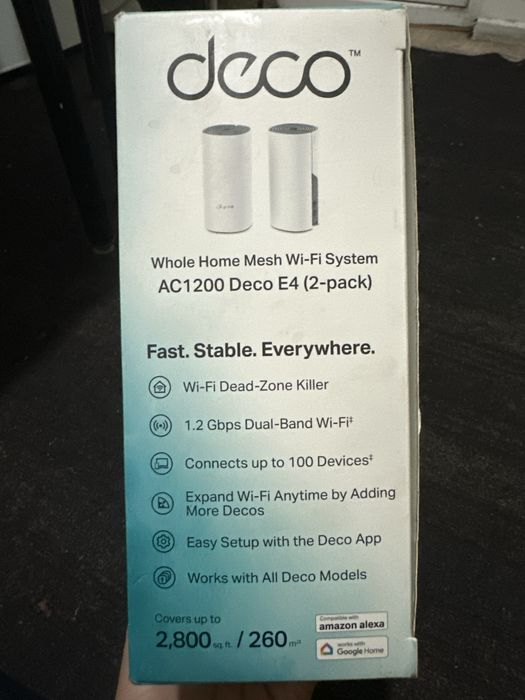 deco™
deco
Whole Home Mesh Wi-Fi System
AC1200 Deco E4 (2-pack)
Fast. Stable. Everywhere.
Wi-Fi Dead-Zone Killer
1.2 Gbps Dual-Band Wi-Fi‡
Connects up to 100 Devices‡
Expand Wi-Fi Anytime by Adding
More Decos
Easy Setup with the Deco App
Works with All Deco Models
Covers up to
2,800 sq. ft. / 260 m²‡
Compatible with
amazon alexa
works with
Google Home